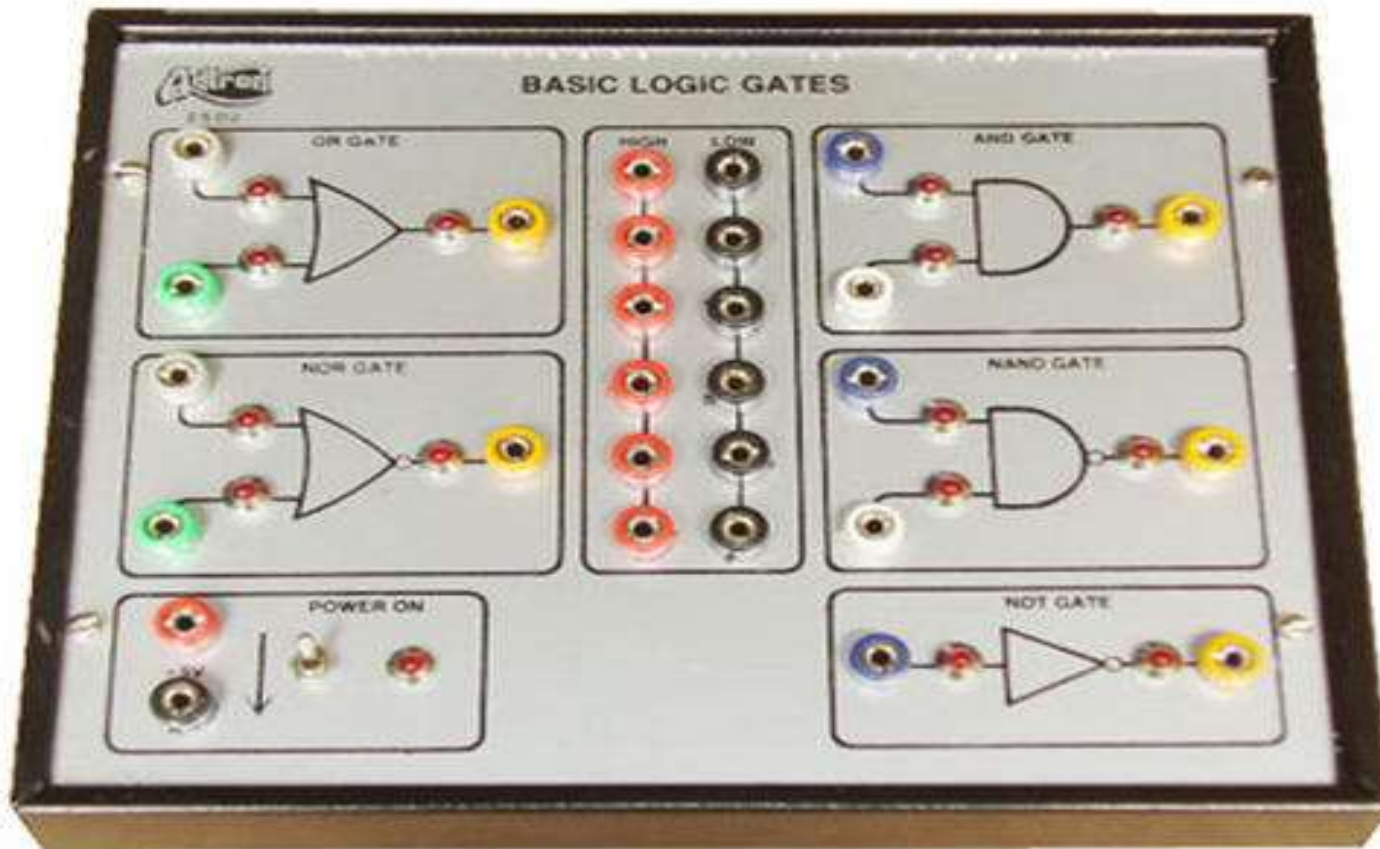 BASIC LOGIC GATES
OR GATE
HIGH
LOW
AND GATE
NOR GATE
NAND GATE
POWER ON
NOT GATE